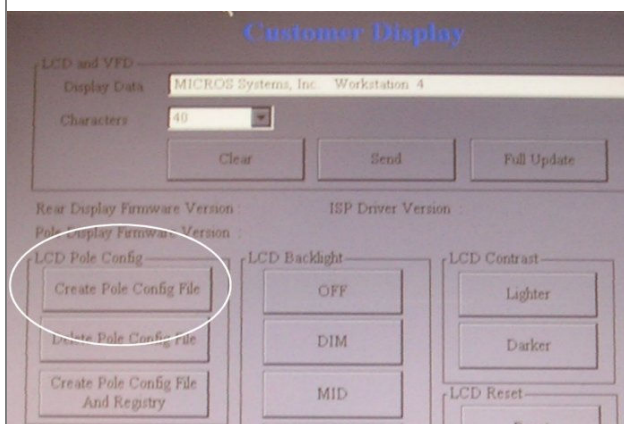 Customer Display
LCD and VFD
Display Data MICROS Systems, Inc. Workstation 4
Characters 40
Clear Send Full Update
Rear Display Firmware Version : ISP Driver Version :
Pole Display Firmware Version :
LCD Pole Config LCD Backlight LCD Contrast
Create Pole Config File OFF Lighter
Delete Pole Config File DIM Darker
Create Pole Config File
And Registry MID LCD Reset